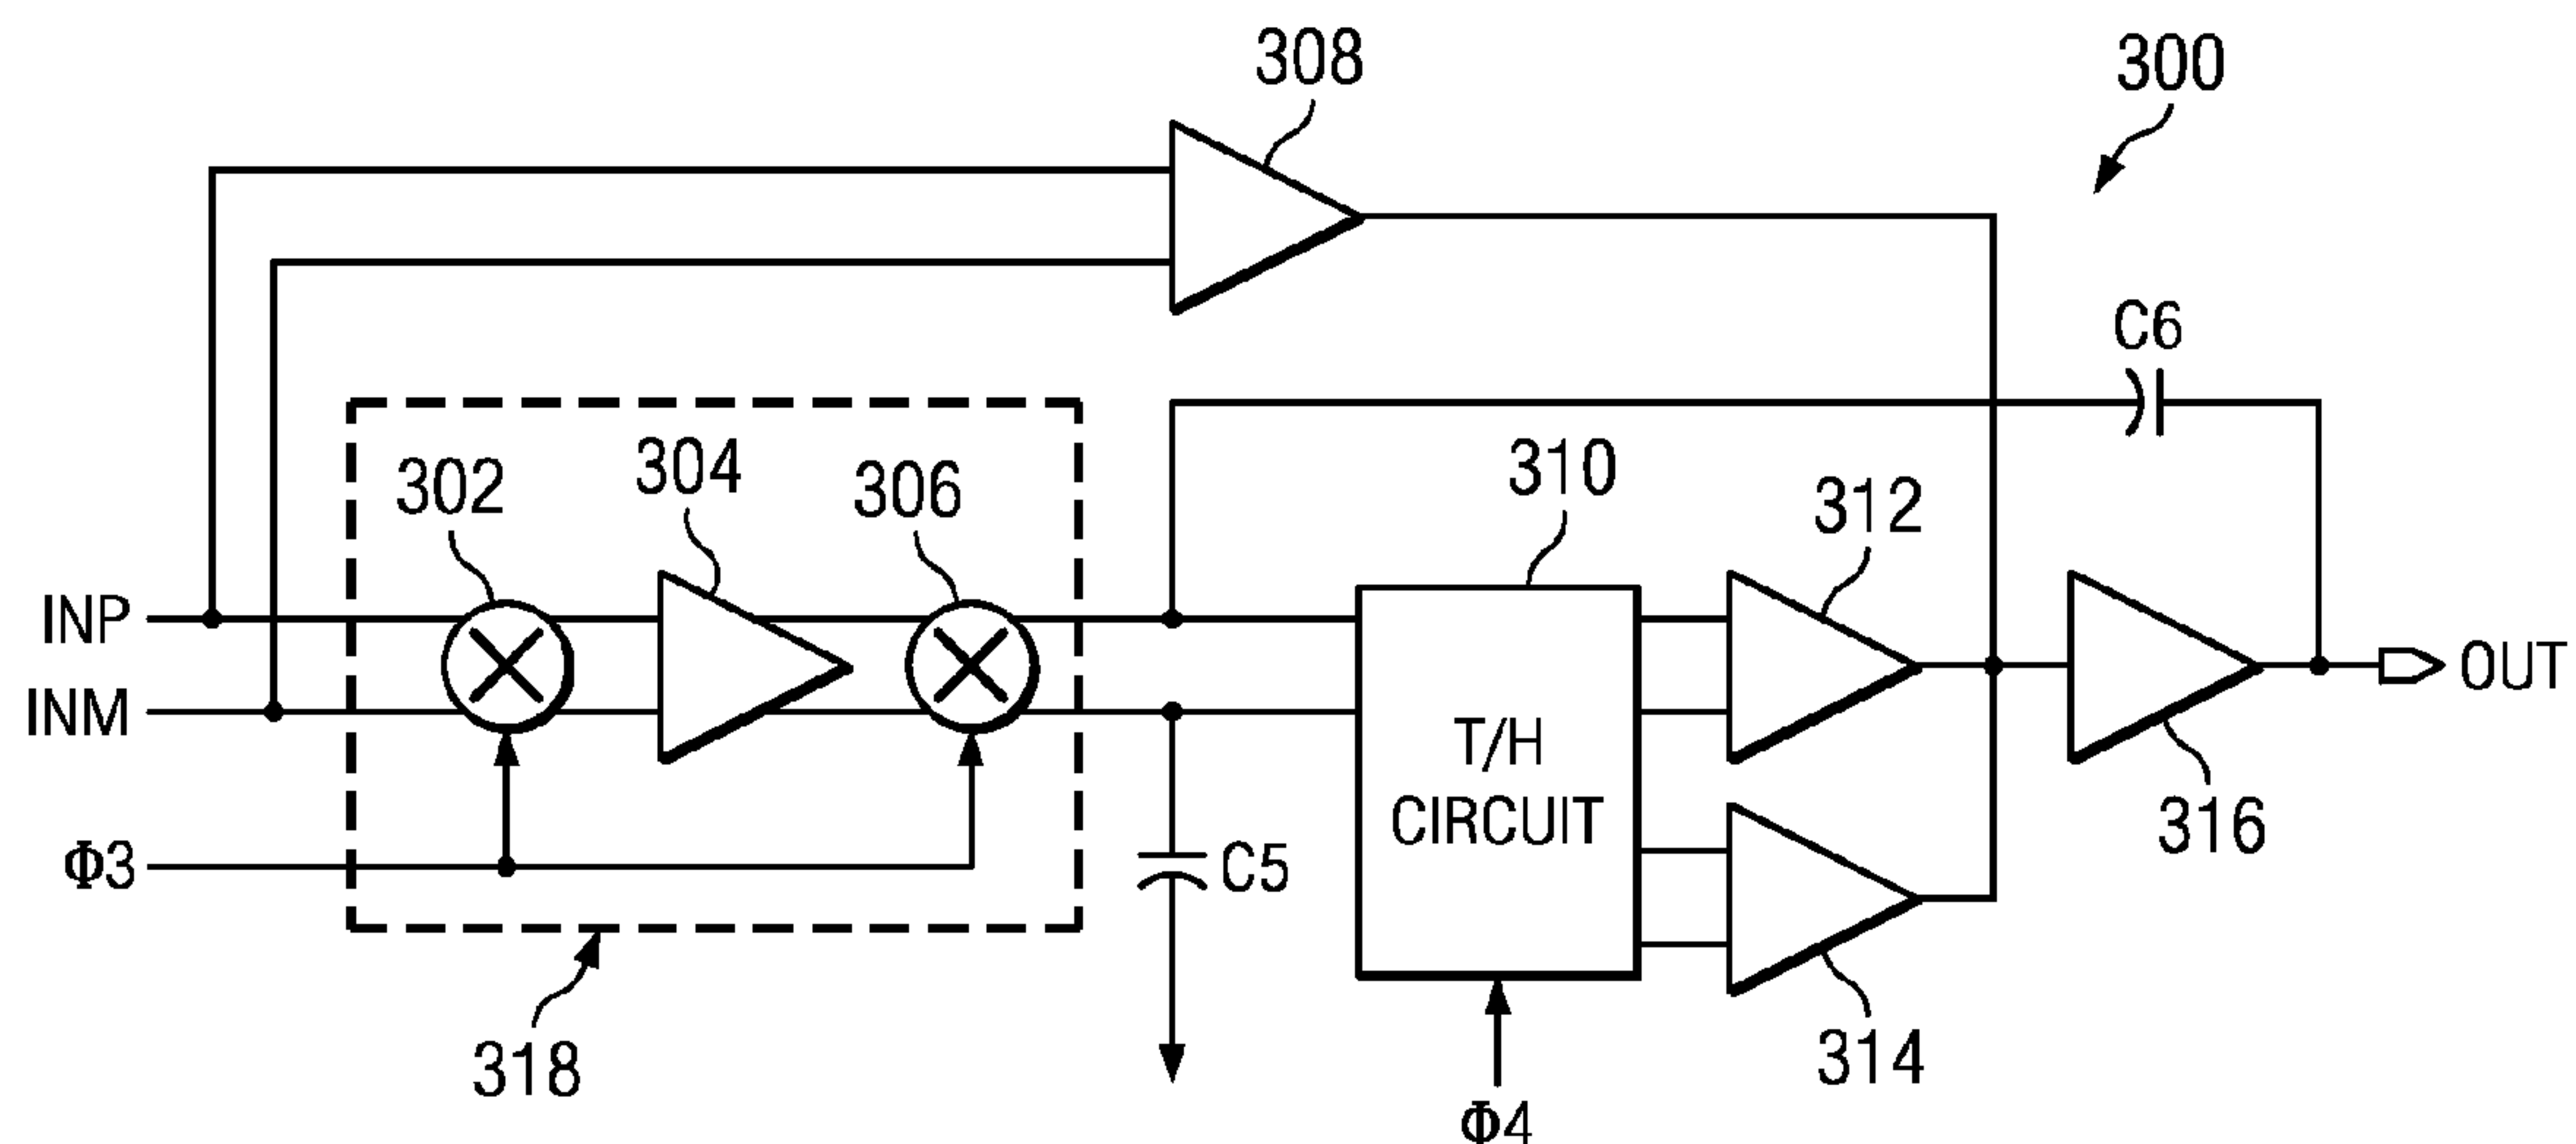 308
300
C6
302
304
306
310
312
INP
INM
T/H
CIRCUIT
OUT
316
Φ3
C5
318
314
Φ4